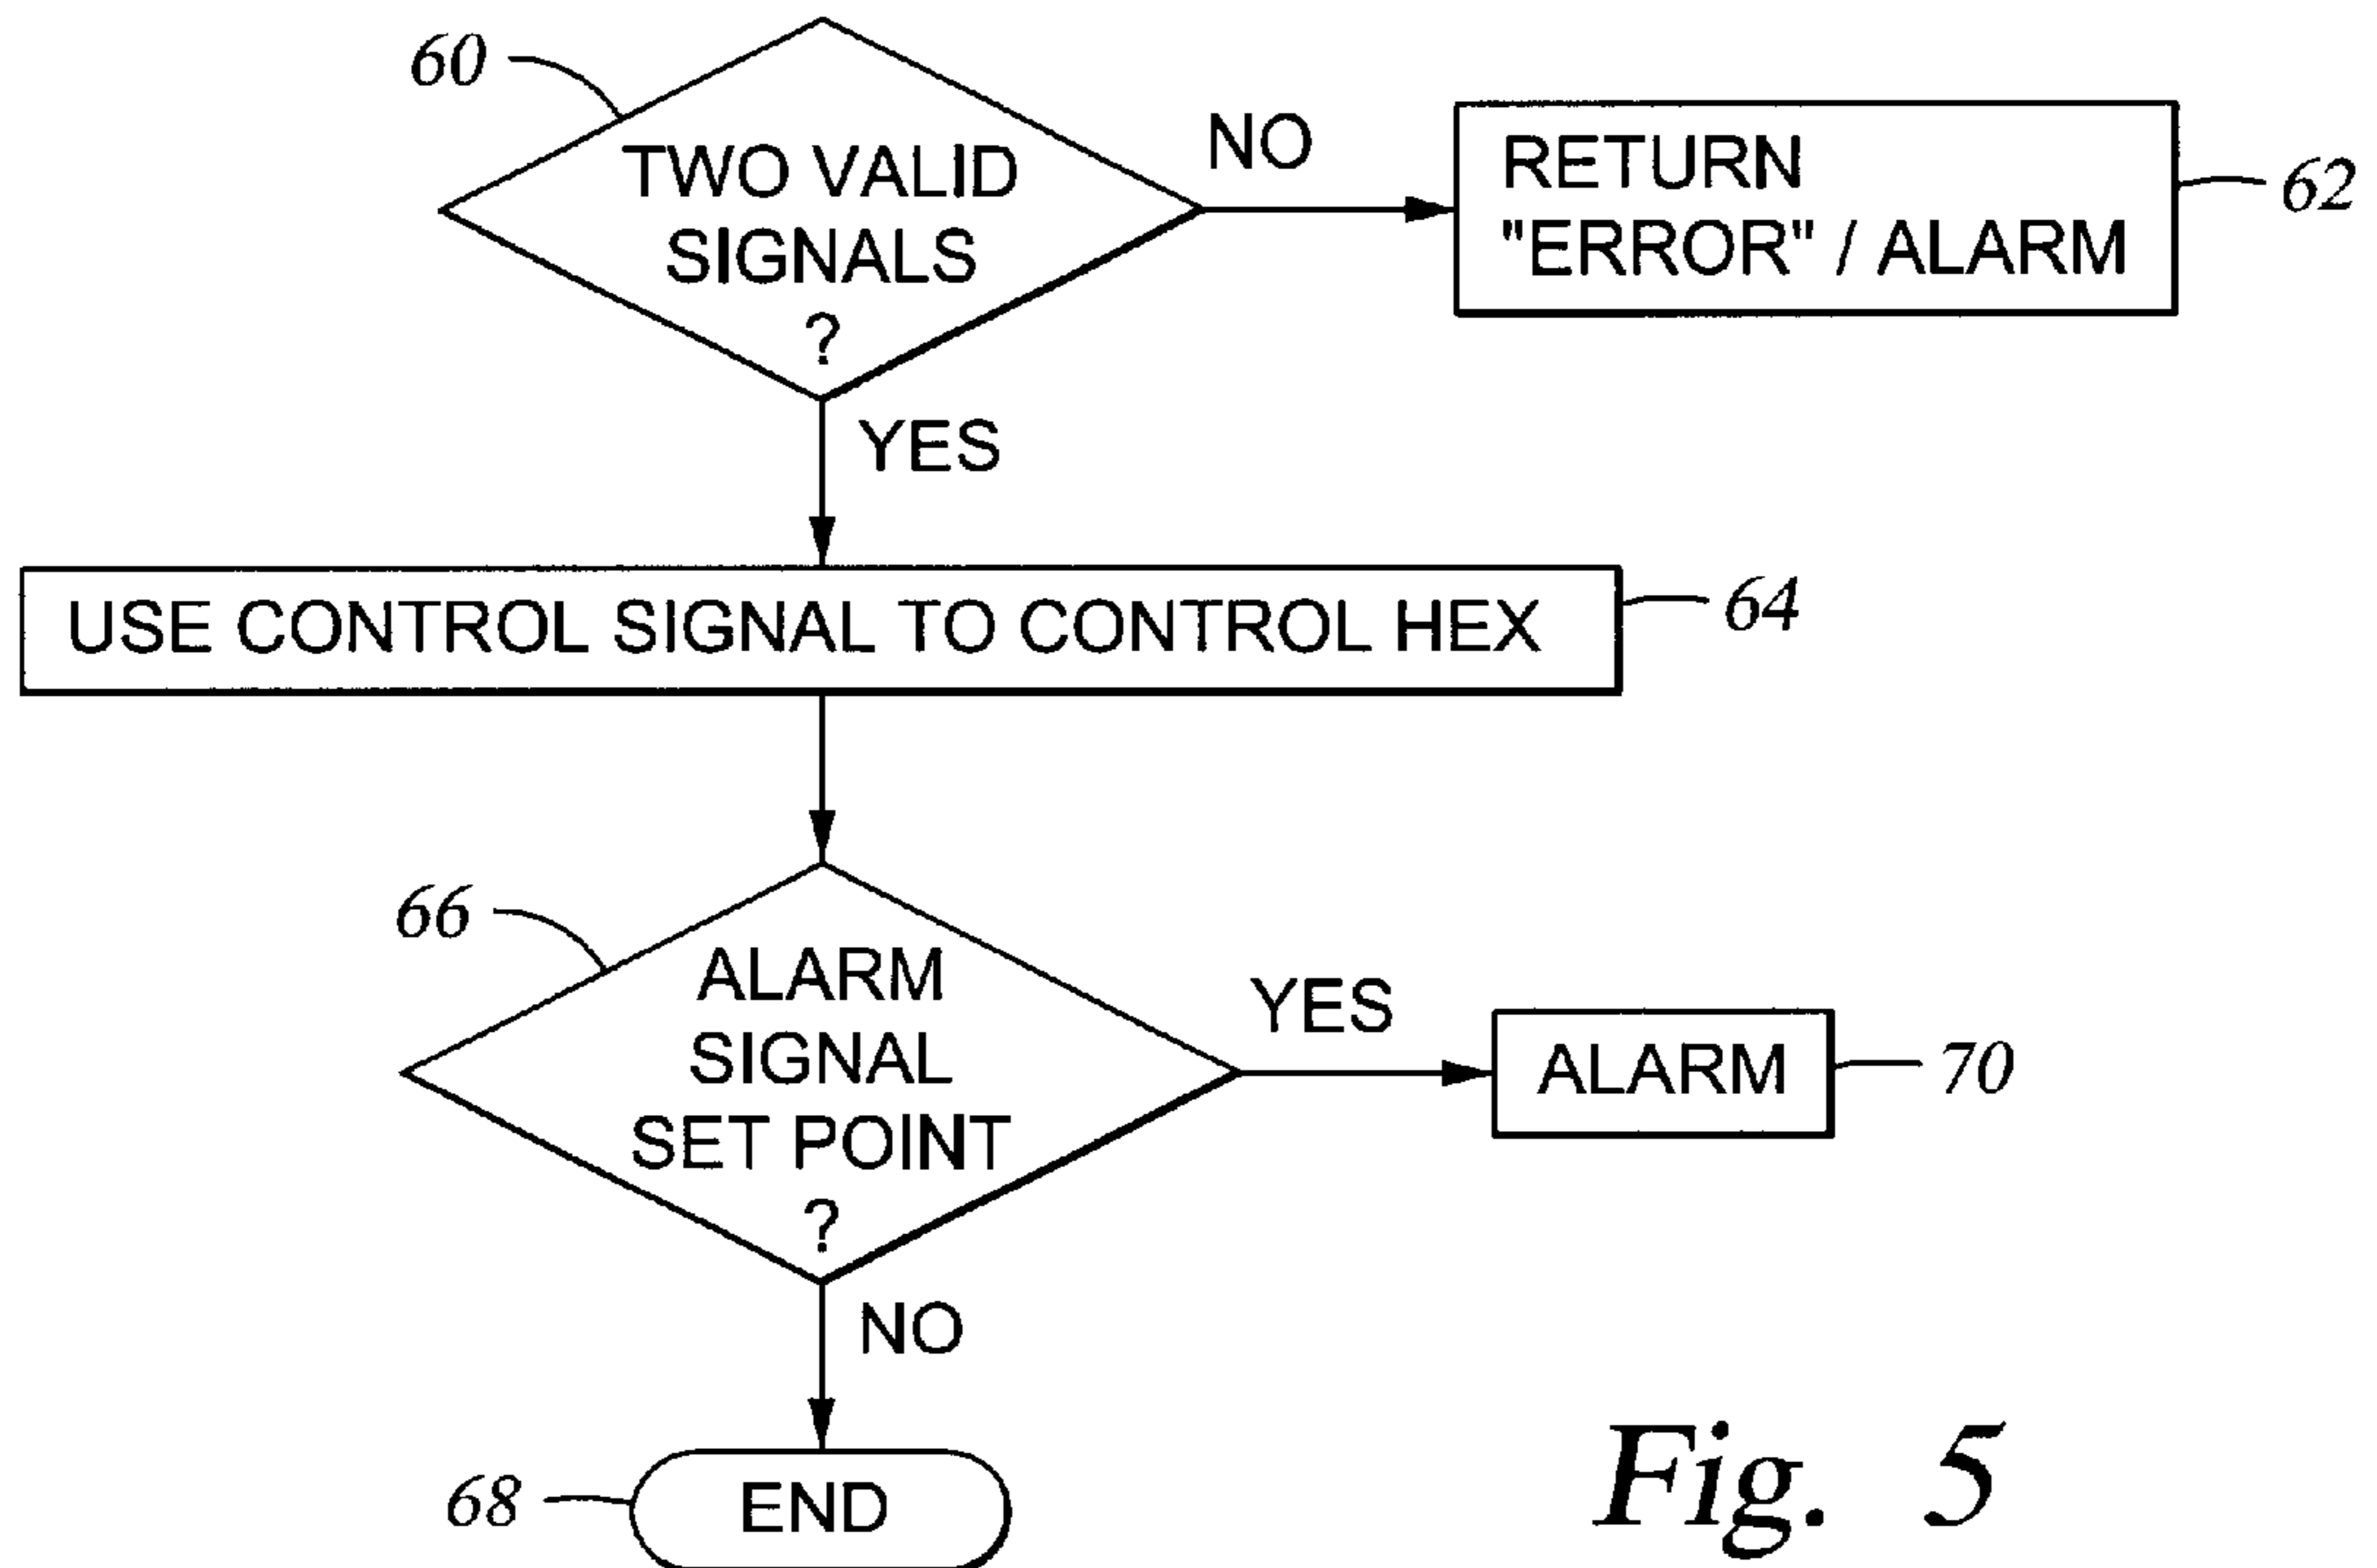 60
TWO VALID
SIGNALS
?
NO
RETURN
"ERROR" / ALARM
62
YES
USE CONTROL SIGNAL TO CONTROL HEX
64
66
ALARM
SIGNAL
SET POINT
?
YES
ALARM
70
NO
68
END
Fig. 5